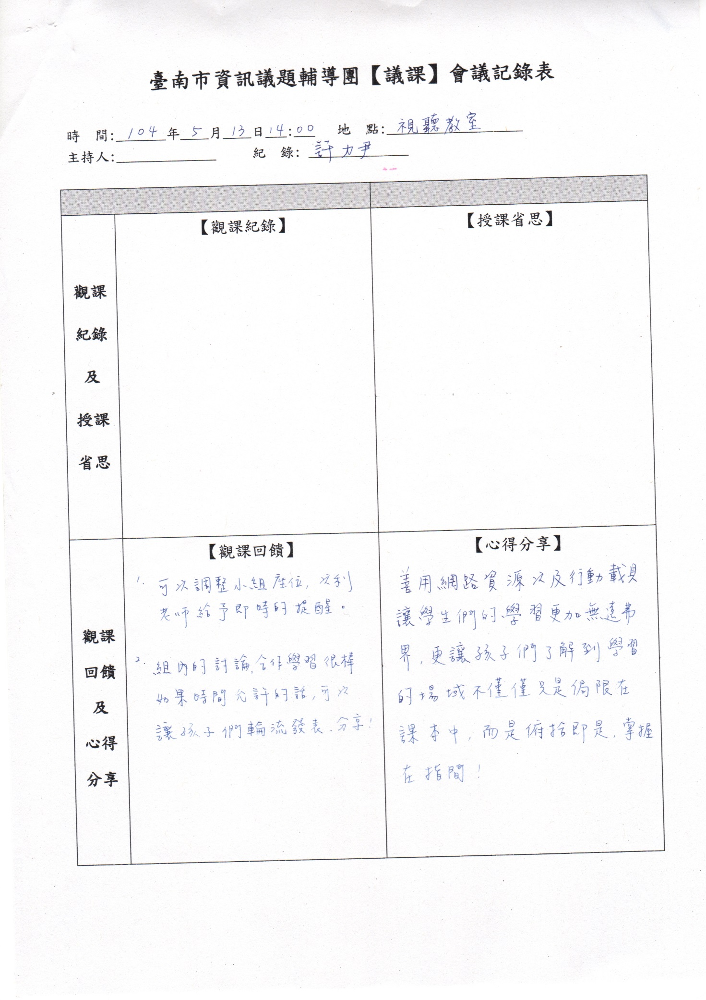 臺南市資訊議題輔導團【議課】會議記錄表
時 間:104年5月13日14:00 地 點:視聽教室
主持人: 紀 錄:許力尹
【觀課紀錄】
【授課省思】
觀課
紀錄
及
授課
省思
觀課
回饋
及
心得
分享
【觀課回饋】
1. 可以調整小組座位,以利
老師給予即時的提醒。
2. 組內的討論、合作學習很棒
如果時間允許的話,可以
讓孩子們輪流發表、分享!
【心得分享】
善用網路資源以及行動載具
讓學生們的學習更加無遠弗
界,更讓孩子們了解到學習
的場域不僅僅只是侷限在
課本中,而是俯拾即是,掌握
在指間!